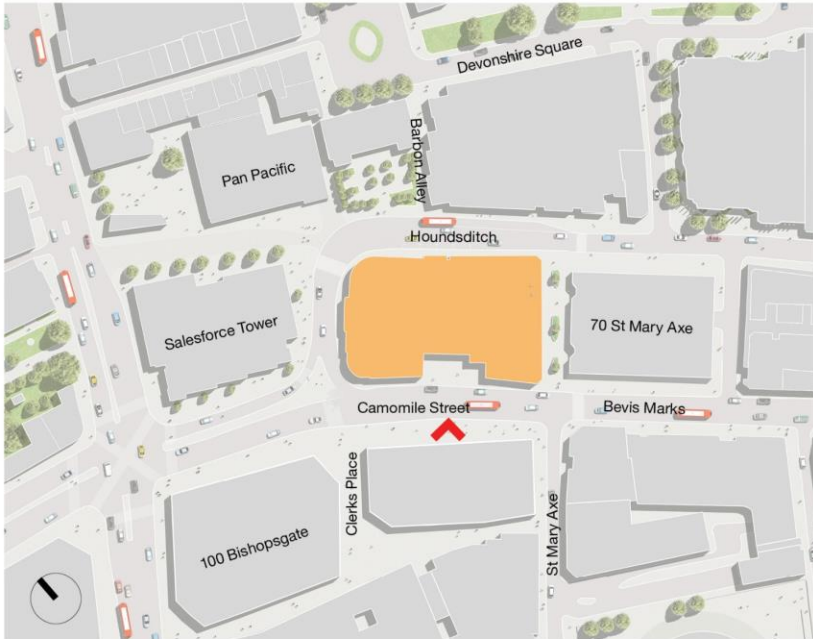 Devonshire Square
Barbon Alley
Pan Pacific
Houndsditch
Salesforce Tower
70 St Mary Axe
Camomile Street
Bevis Marks
Clerks Place
100 Bishopsgate
St Mary Axe